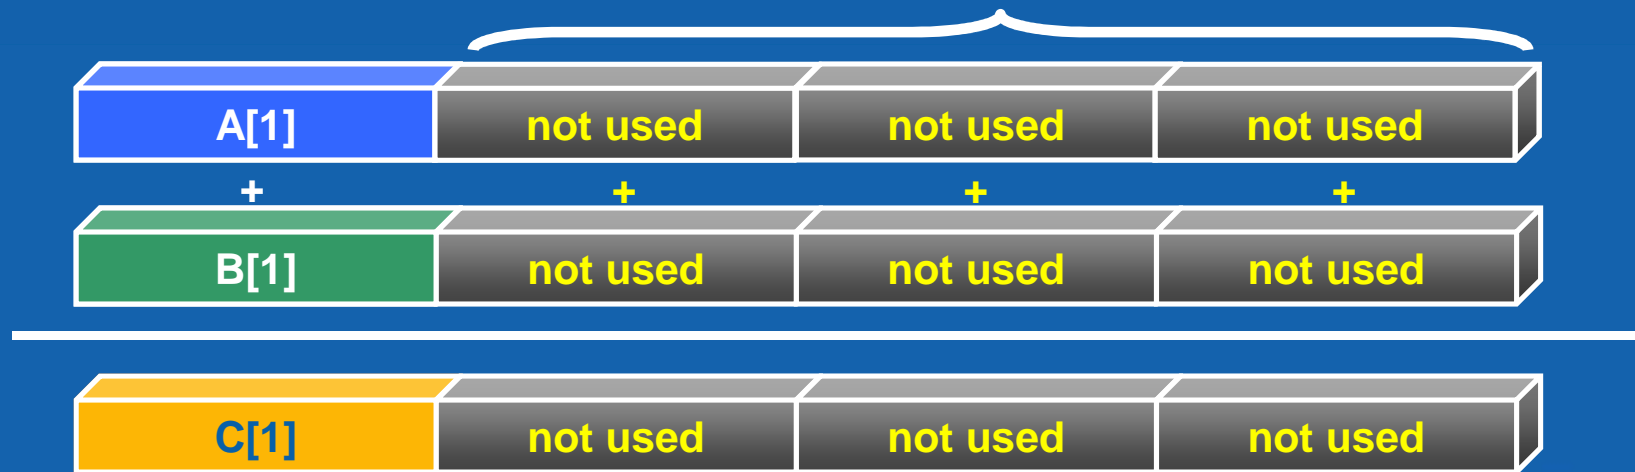 A[1] not used not used not used
+ + + +
B[1] not used not used not used
C[1] not used not used not used